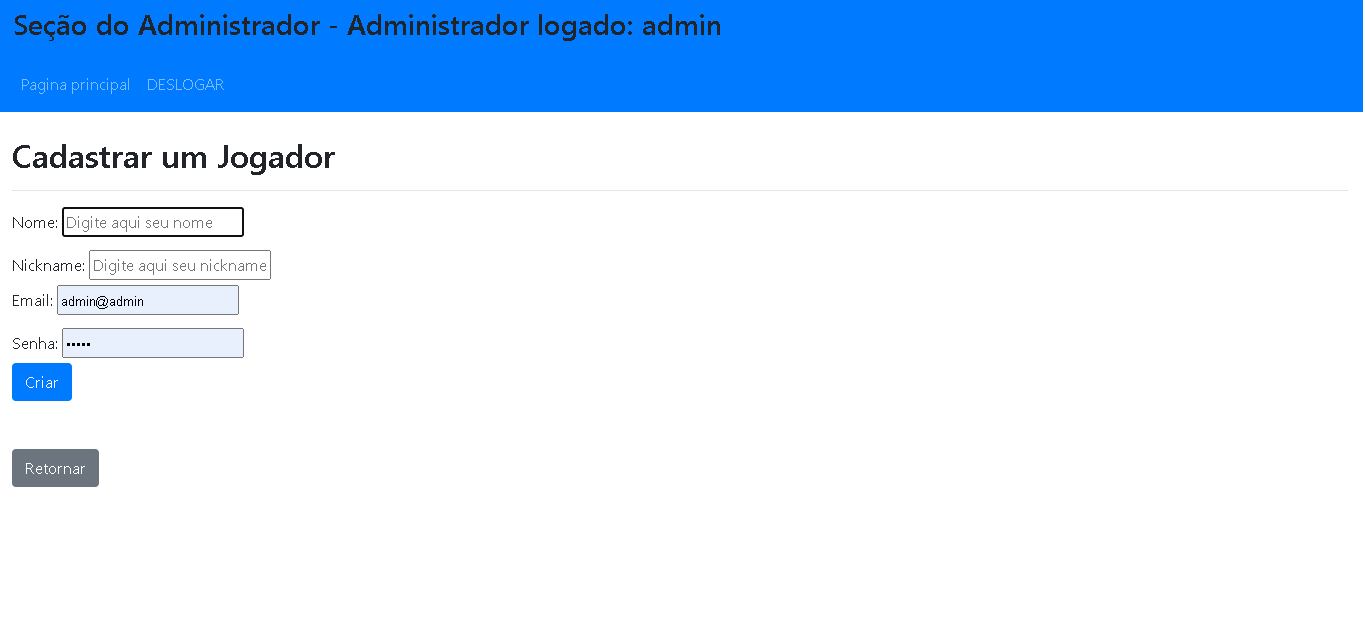 Seção do Administrador - Administrador logado: admin
Pagina principal DESLOGAR
Cadastrar um Jogador
Nome: Digite aqui seu nome
Nickname: Digite aqui seu nickname
Email: admin@admin
Senha: •••••
Criar
Retornar